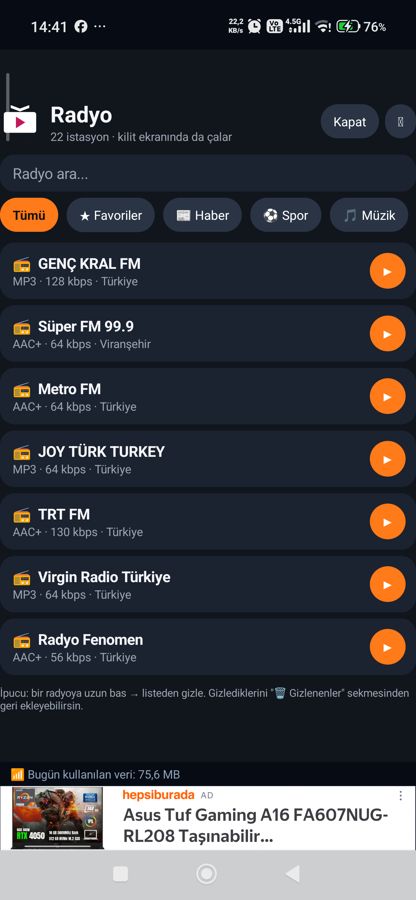 14:41
22,2 KB/s
Vo LTE
4.5G
76%
Radyo
22 istasyon · kilit ekranında da çalar
Kapat
Radyo ara...
Tümü
★ Favoriler
Haber
Spor
Müzik
GENÇ KRAL FM
MP3 · 128 kbps · Türkiye
Süper FM 99.9
AAC+ · 64 kbps · Viranşehir
Metro FM
AAC+ · 64 kbps · Türkiye
JOY TÜRK TURKEY
MP3 · 64 kbps · Türkiye
TRT FM
AAC+ · 130 kbps · Türkiye
Virgin Radio Türkiye
MP3 · 64 kbps · Türkiye
Radyo Fenomen
AAC+ · 56 kbps · Türkiye
İpucu: bir radyoya uzun bas → listeden gizle. Gizlediklerini "🗑 Gizlenenler" sekmesinden
geri ekleyebilirsin.
Bugün kullanılan veri: 75,6 MB
hepsiburada AD
Asus Tuf Gaming A16 FA607NUG-
RL208 Taşınabilir...
RYZEN
RTX 4050